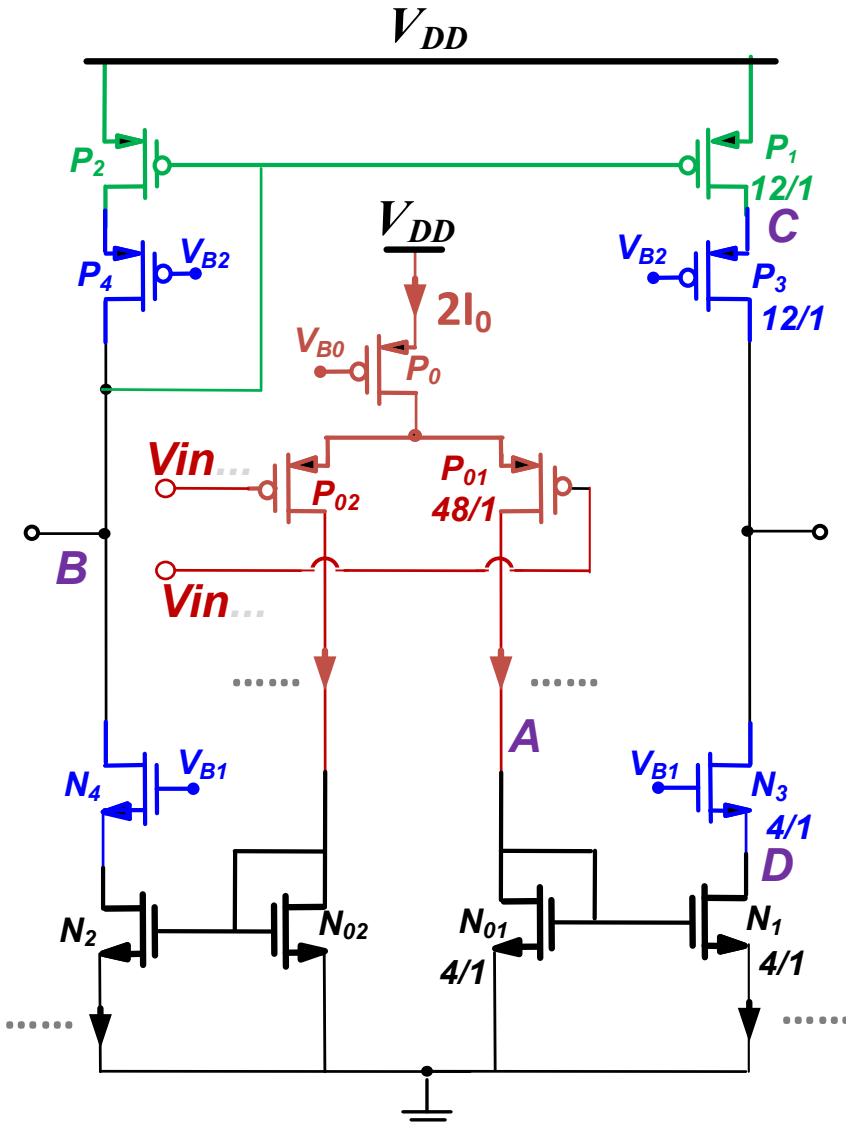 VDD
P2
P1
12/1
C
VDD
P4
VB2
VB2
P3
12/1
2I0
VB0
P0
Vin...
P02
P01
48/1
B
Vin...
.......
.......
A
N4
VB1
VB1
N3
4/1
D
N2
N02
N01
4/1
N1
4/1
.......
.......